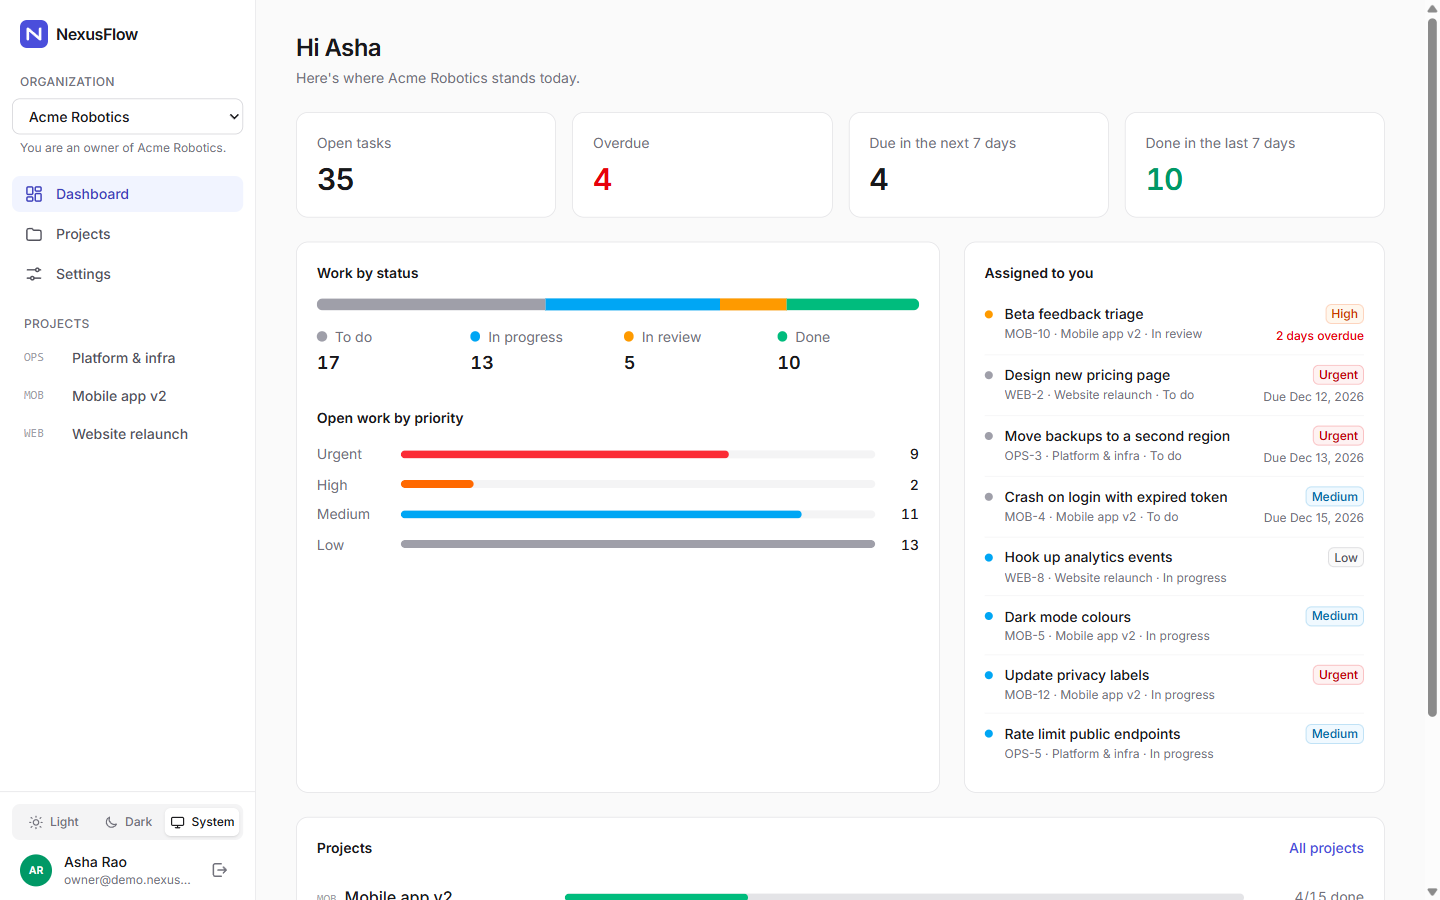 NexusFlow
ORGANIZATION
Acme Robotics
You are an owner of Acme Robotics.
Dashboard
Projects
Settings
PROJECTS
OPS Platform & infra
MOB Mobile app v2
WEB Website relaunch
Light Dark System
AR
Asha Rao
owner@demo.nexus...
Hi Asha
Here's where Acme Robotics stands today.
Open tasks
35
Overdue
4
Due in the next 7 days
4
Done in the last 7 days
10
Work by status
To do In progress In review Done
17 13 5 10
Open work by priority
Urgent 9
High 2
Medium 11
Low 13
Assigned to you
Beta feedback triage High
MOB-10 · Mobile app v2 · In review 2 days overdue
Design new pricing page Urgent
WEB-2 · Website relaunch · To do Due Dec 12, 2026
Move backups to a second region Urgent
OPS-3 · Platform & infra · To do Due Dec 13, 2026
Crash on login with expired token Medium
MOB-4 · Mobile app v2 · To do Due Dec 15, 2026
Hook up analytics events Low
WEB-8 · Website relaunch · In progress
Dark mode colours Medium
MOB-5 · Mobile app v2 · In progress
Update privacy labels Urgent
MOB-12 · Mobile app v2 · In progress
Rate limit public endpoints Medium
OPS-5 · Platform & infra · In progress
Projects All projects
MOB Mobile app v2 4/15 done